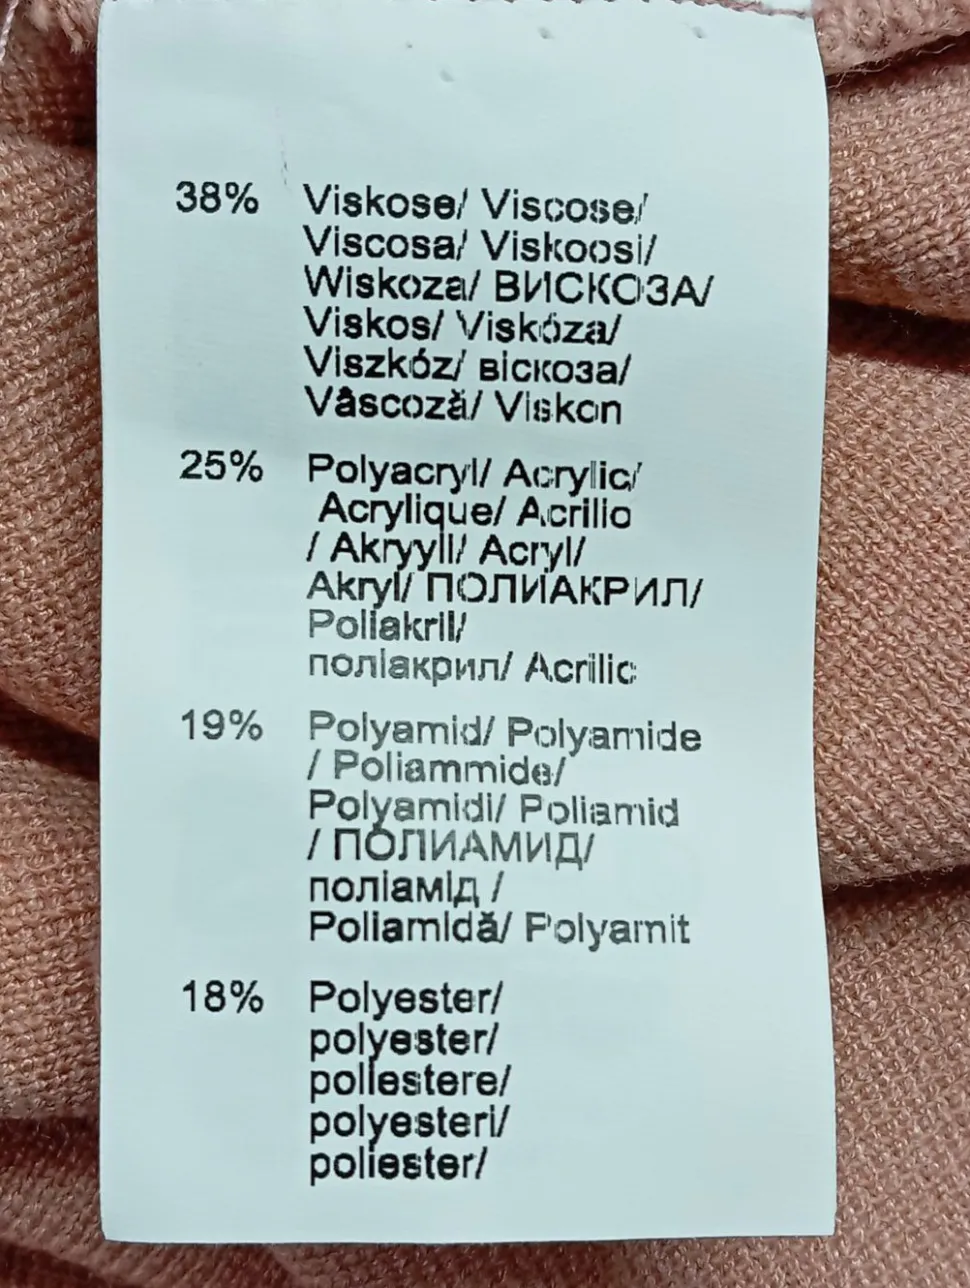 38% Viskose/ Viscose/
Viscosa/ Viskoosi/
Wiskoza/ ВИСКОЗА/
Viskos/ Viskóza/
Viszkóz/ віскоза/
Vâscoză/ Viskon
25% Polyacryl/ Acrylic/
Acrylique/ Acrilio
/ Akryyli/ Acryl/
Akryl/ ПОЛИАКРИЛ/
Poliakril/
поліакрил/ Acrilic
19% Polyamid/ Polyamide
/ Poliammide/
Polyamidi/ Poliamid
/ ПОЛИАМИД/
поліамід /
Poliamidă/ Polyamit
18% Polyester/
polyester/
poliestere/
polyesteri/
poliester/